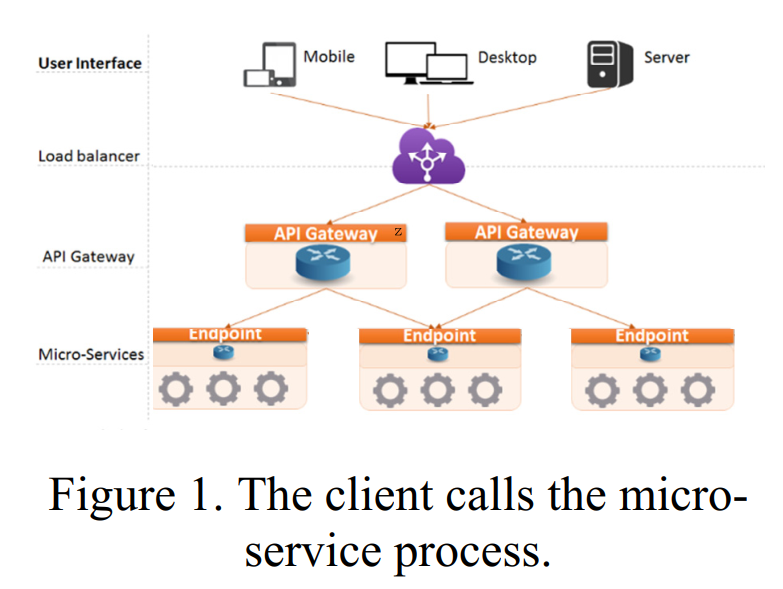 User Interface
Mobile
Desktop
Server
Load balancer
API Gateway
API Gateway z
API Gateway
Micro-Services
Endpoint
Endpoint
Endpoint
Figure 1. The client calls the micro-
service process.